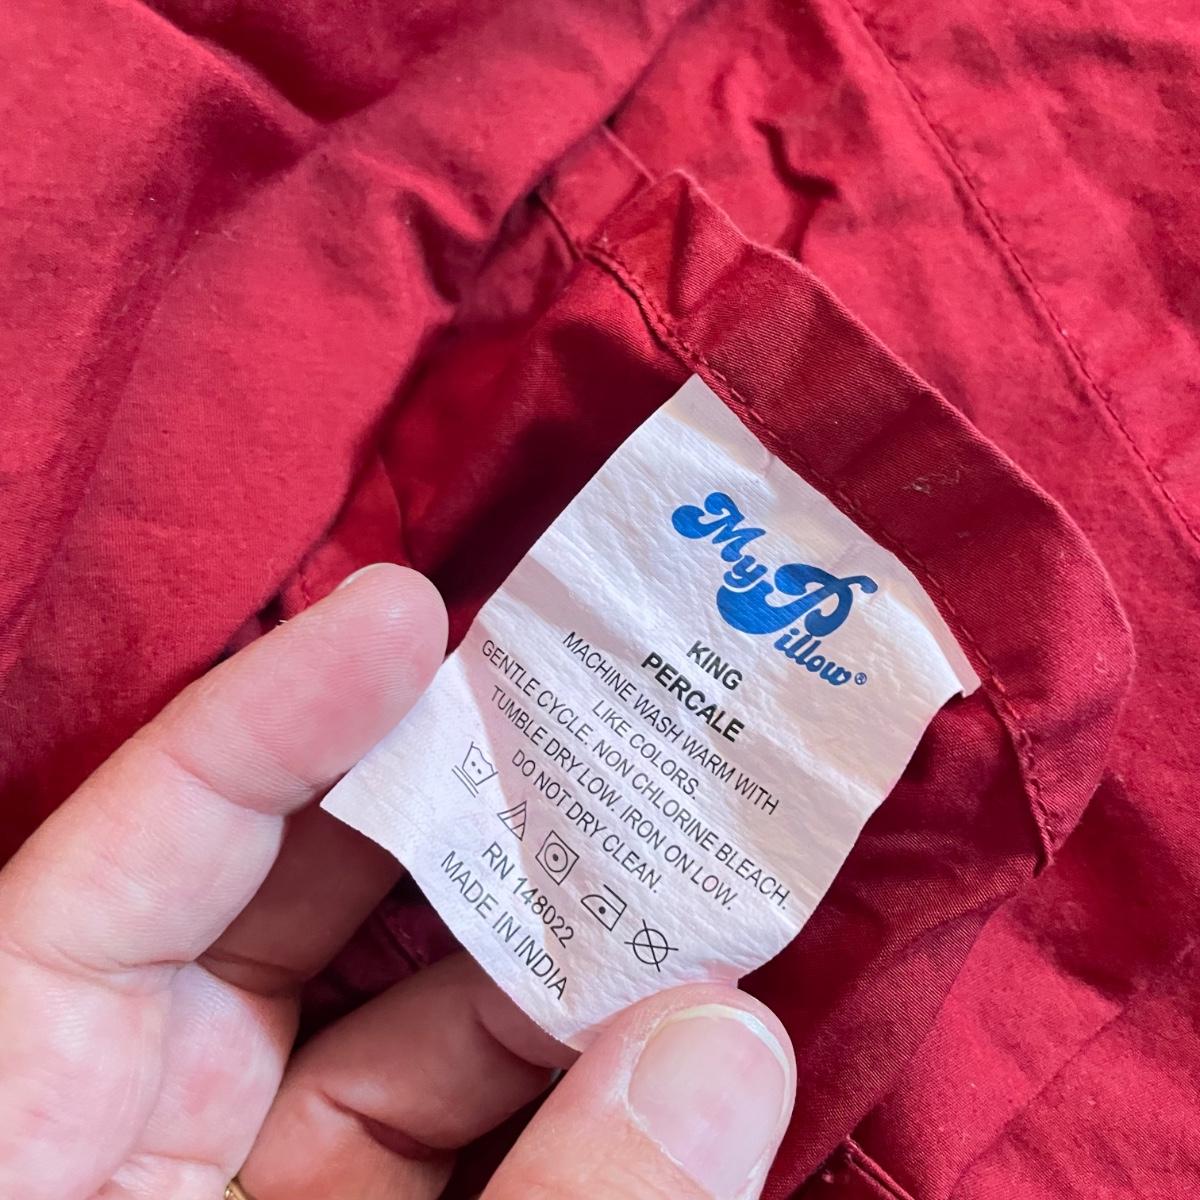 MyPillow®
KING
PERCALE
MACHINE WASH WARM WITH
LIKE COLORS.
GENTLE CYCLE. NON CHLORINE BLEACH.
TUMBLE DRY LOW. IRON ON LOW.
DO NOT DRY CLEAN.
RN 148022
MADE IN INDIA